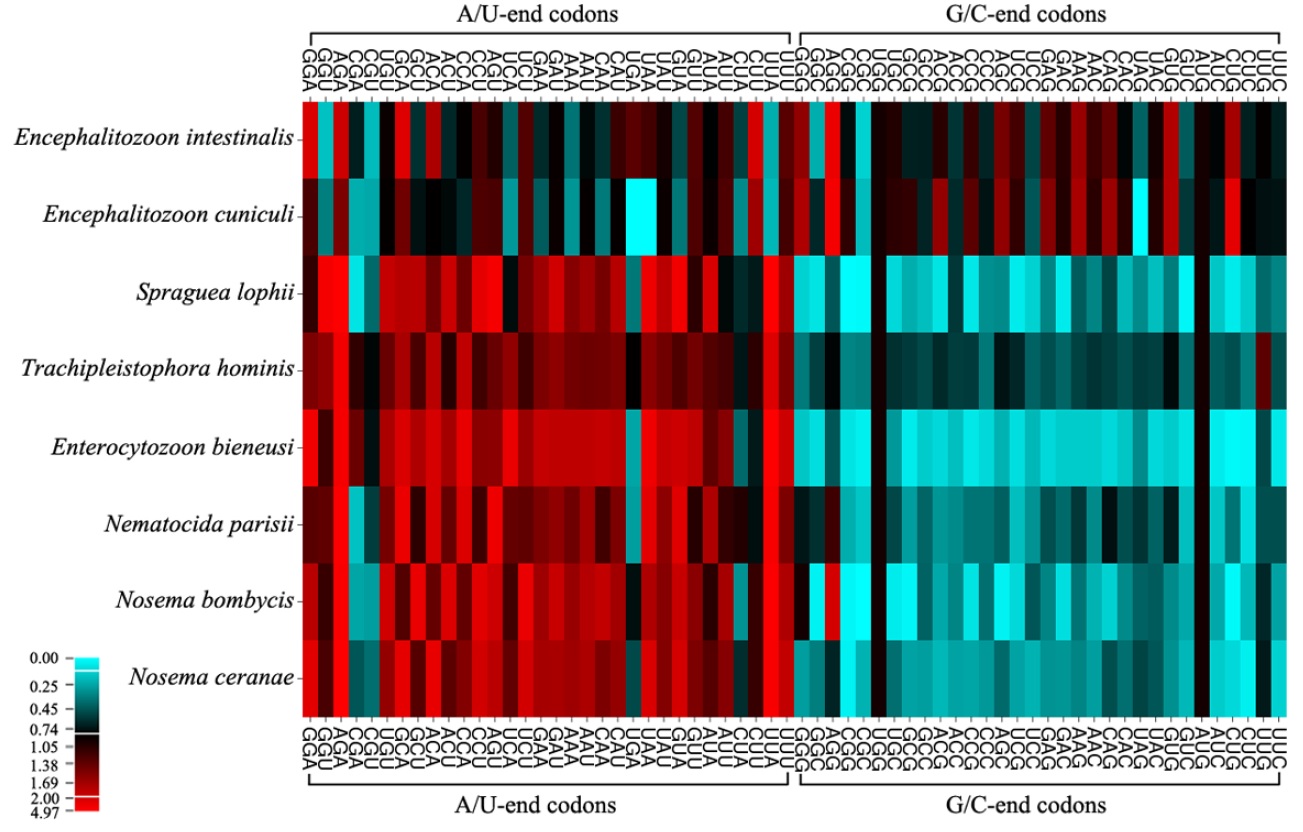 A/U-end codons G/C-end codons
GGA GGU AGA CGA CGU UGU GCA GCU ACA ACU CCA CCU AGU UCA UCU GAA GAU AAA AAU CAA CAU UGA UAA UAU GUA GUU AUA AUU CUA CUU UUA UUU GGG GGC AGG CGG CGC UGG UGC GCG GCC ACG ACC CCG CCC AGC UCG UCC GAG GAC AAG AAC CAG CAC UAG UAC GUG GUC AUG AUC CUG CUC UUG UUC
Encephalitozoon intestinalis
Encephalitozoon cuniculi
Spraguea lophii
Trachipleistophora hominis
Enterocytozoon bieneusi
Nematocida parisii
Nosema bombycis
Nosema ceranae
0.00
0.25
0.45
0.74
1.05
1.38
1.69
2.00
4.97
GGA GGU AGA CGA CGU UGU GCA GCU ACA ACU CCA CCU AGU UCA UCU GAA GAU AAA AAU CAA CAU UGA UAA UAU GUA GUU AUA AUU CUA CUU UUA UUU GGG GGC AGG CGG CGC UGG UGC GCG GCC ACG ACC CCG CCC AGC UCG UCC GAG GAC AAG AAC CAG CAC UAG UAC GUG GUC AUG AUC CUG CUC UUG UUC
A/U-end codons G/C-end codons